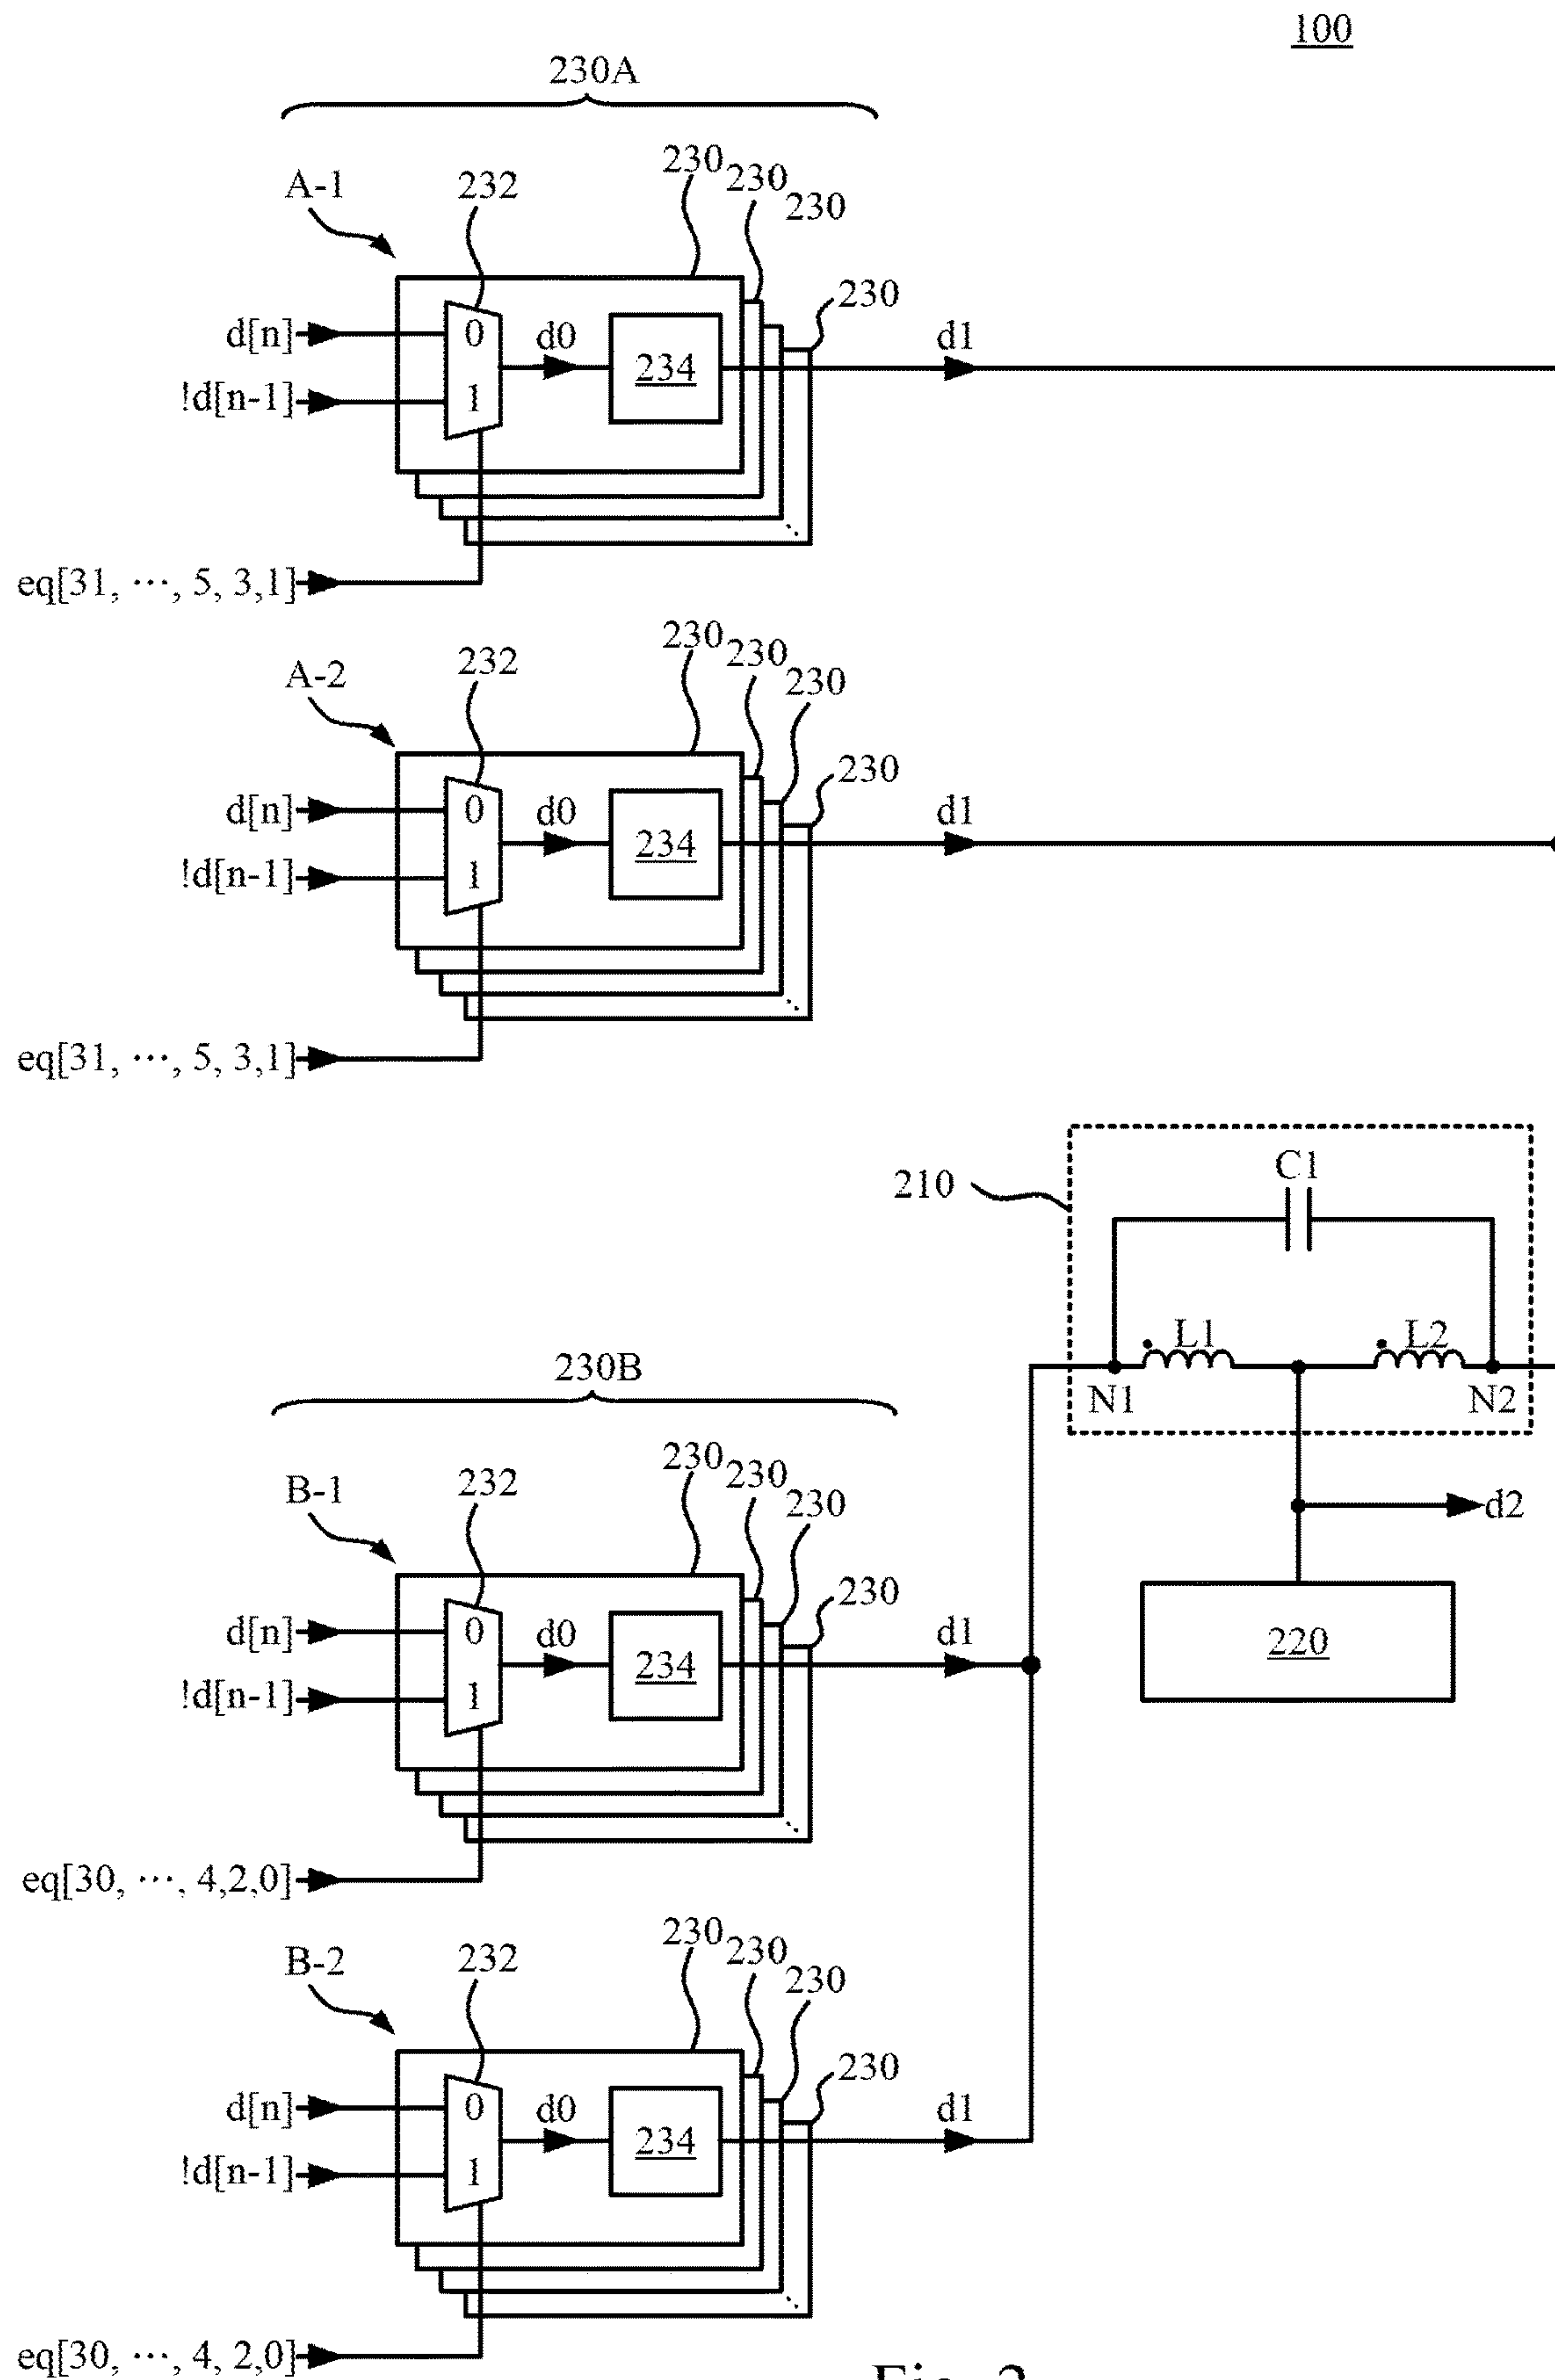 100
230A
A-1
232
230
230
230
230
d[n]
!d[n-1]
0
1
d0
234
d1
eq[31, ⋯, 5, 3,1]
A-2
232
230
230
230
230
d[n]
!d[n-1]
0
1
d0
234
d1
eq[31, ⋯, 5, 3,1]
210
C1
L1
L2
N1
N2
d2
220
230B
B-1
232
230
230
230
230
d[n]
!d[n-1]
0
1
d0
234
d1
eq[30, ⋯, 4,2,0]
B-2
232
230
230
230
230
d[n]
!d[n-1]
0
1
d0
234
d1
eq[30, ⋯, 4, 2,0]